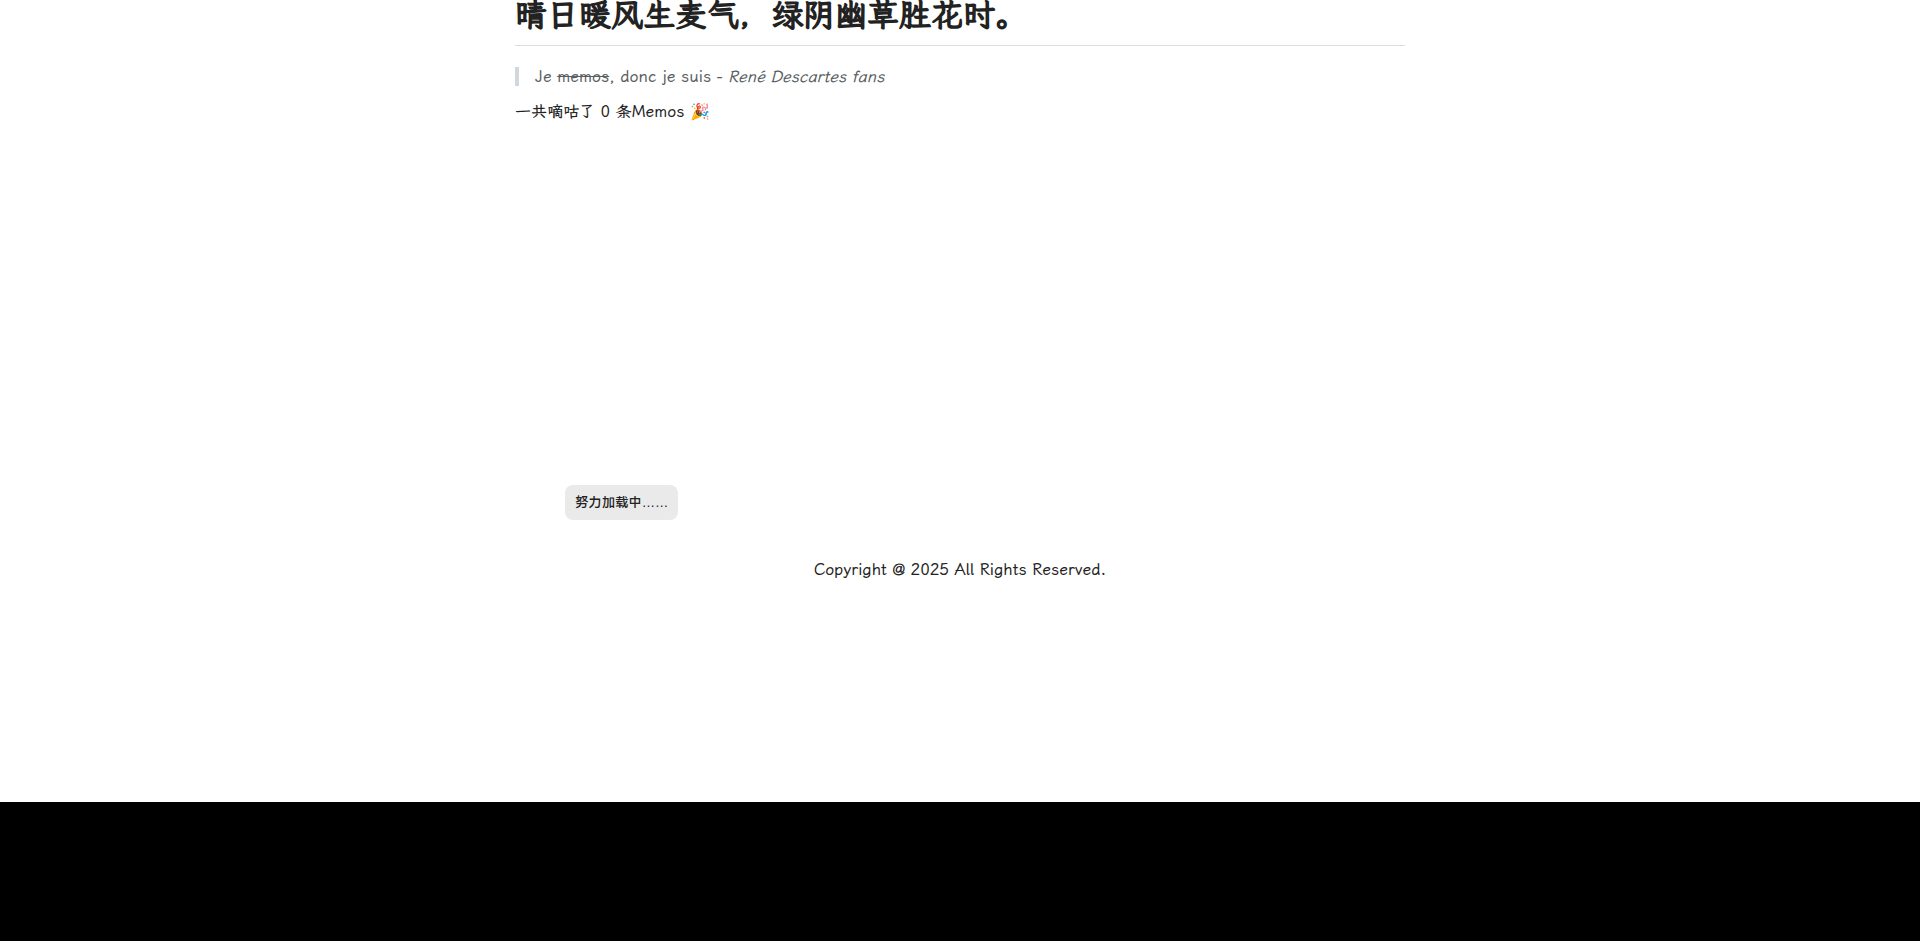 晴日暖风生麦气，绿阴幽草胜花时。
Je memos, donc je suis - René Descartes fans
一共嘀咕了 0 条Memos 🎉
努力加载中……
Copyright @ 2025 All Rights Reserved.